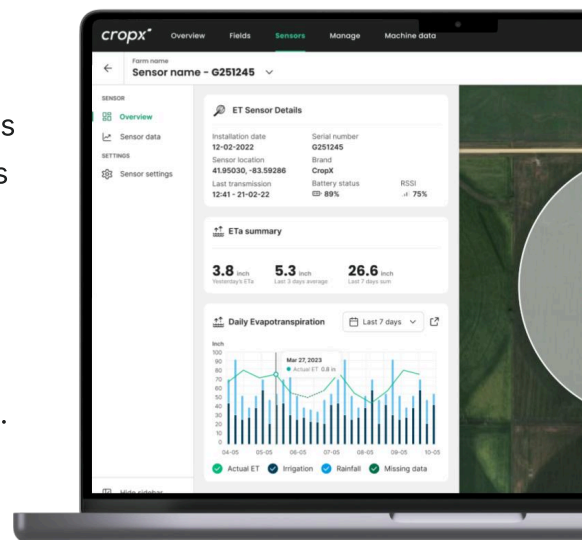 cropx
Overview Fields Sensors Manage Machine data
Farm name
Sensor name - G251245
SENSOR
Overview
Sensor data
SETTINGS
Sensor settings
Hide sidebar
ET Sensor Details
Installation date Serial number
12-02-2022 G251245
Sensor location Brand
41.95030, -83.59286 CropX
Last transmission Battery status RSSI
12:41 - 21-02-22 89% 75%
ETa summary
3.8 inch 5.3 inch 26.6 inch
Yesterday's ETa Last 3 days average Last 7 days sum
Daily Evapotranspiration Last 7 days
Inch
100
90
80
70
60
50
40
30
20
10
0
Mar 27, 2023
Actual ET 0.8 in
04-05 05-05 06-05 07-05 08-05 09-05 10-05
Actual ET Irrigation Rainfall Missing data
s
s
.